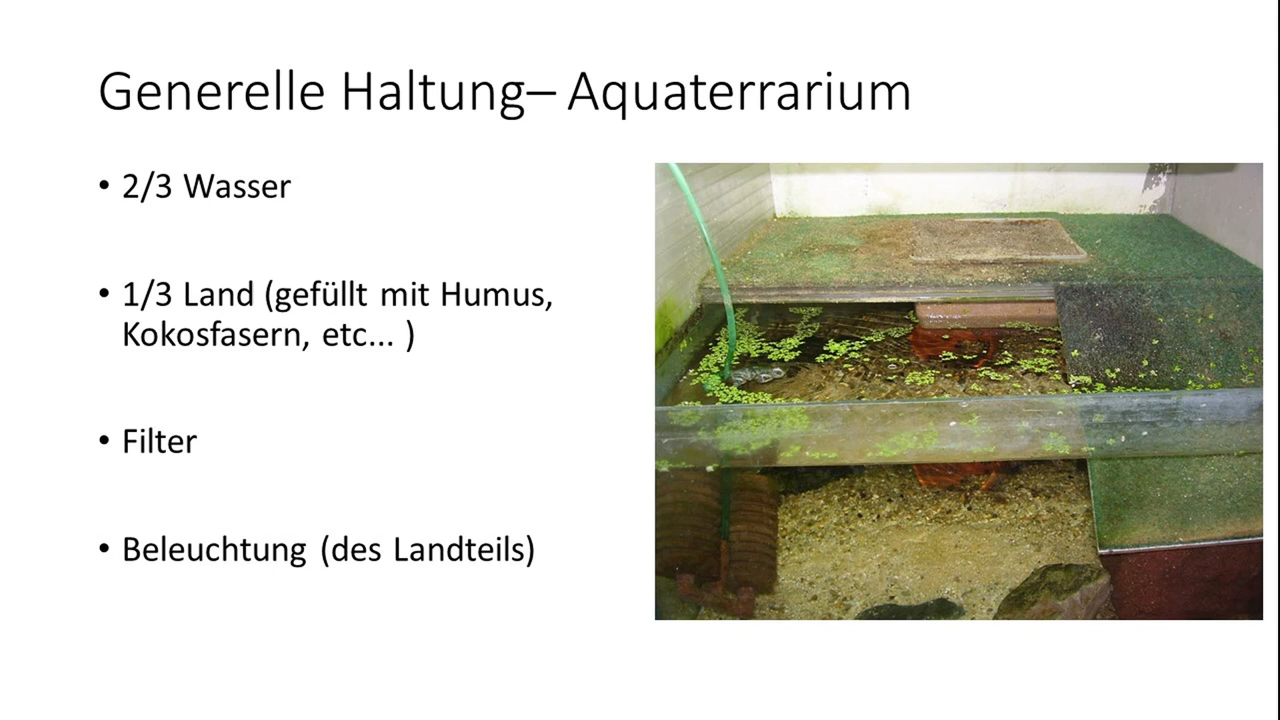 Generelle Haltung– Aquaterrarium
• 2/3 Wasser
• 1/3 Land (gefüllt mit Humus,
Kokosfasern, etc... )
• Filter
• Beleuchtung (des Landteils)